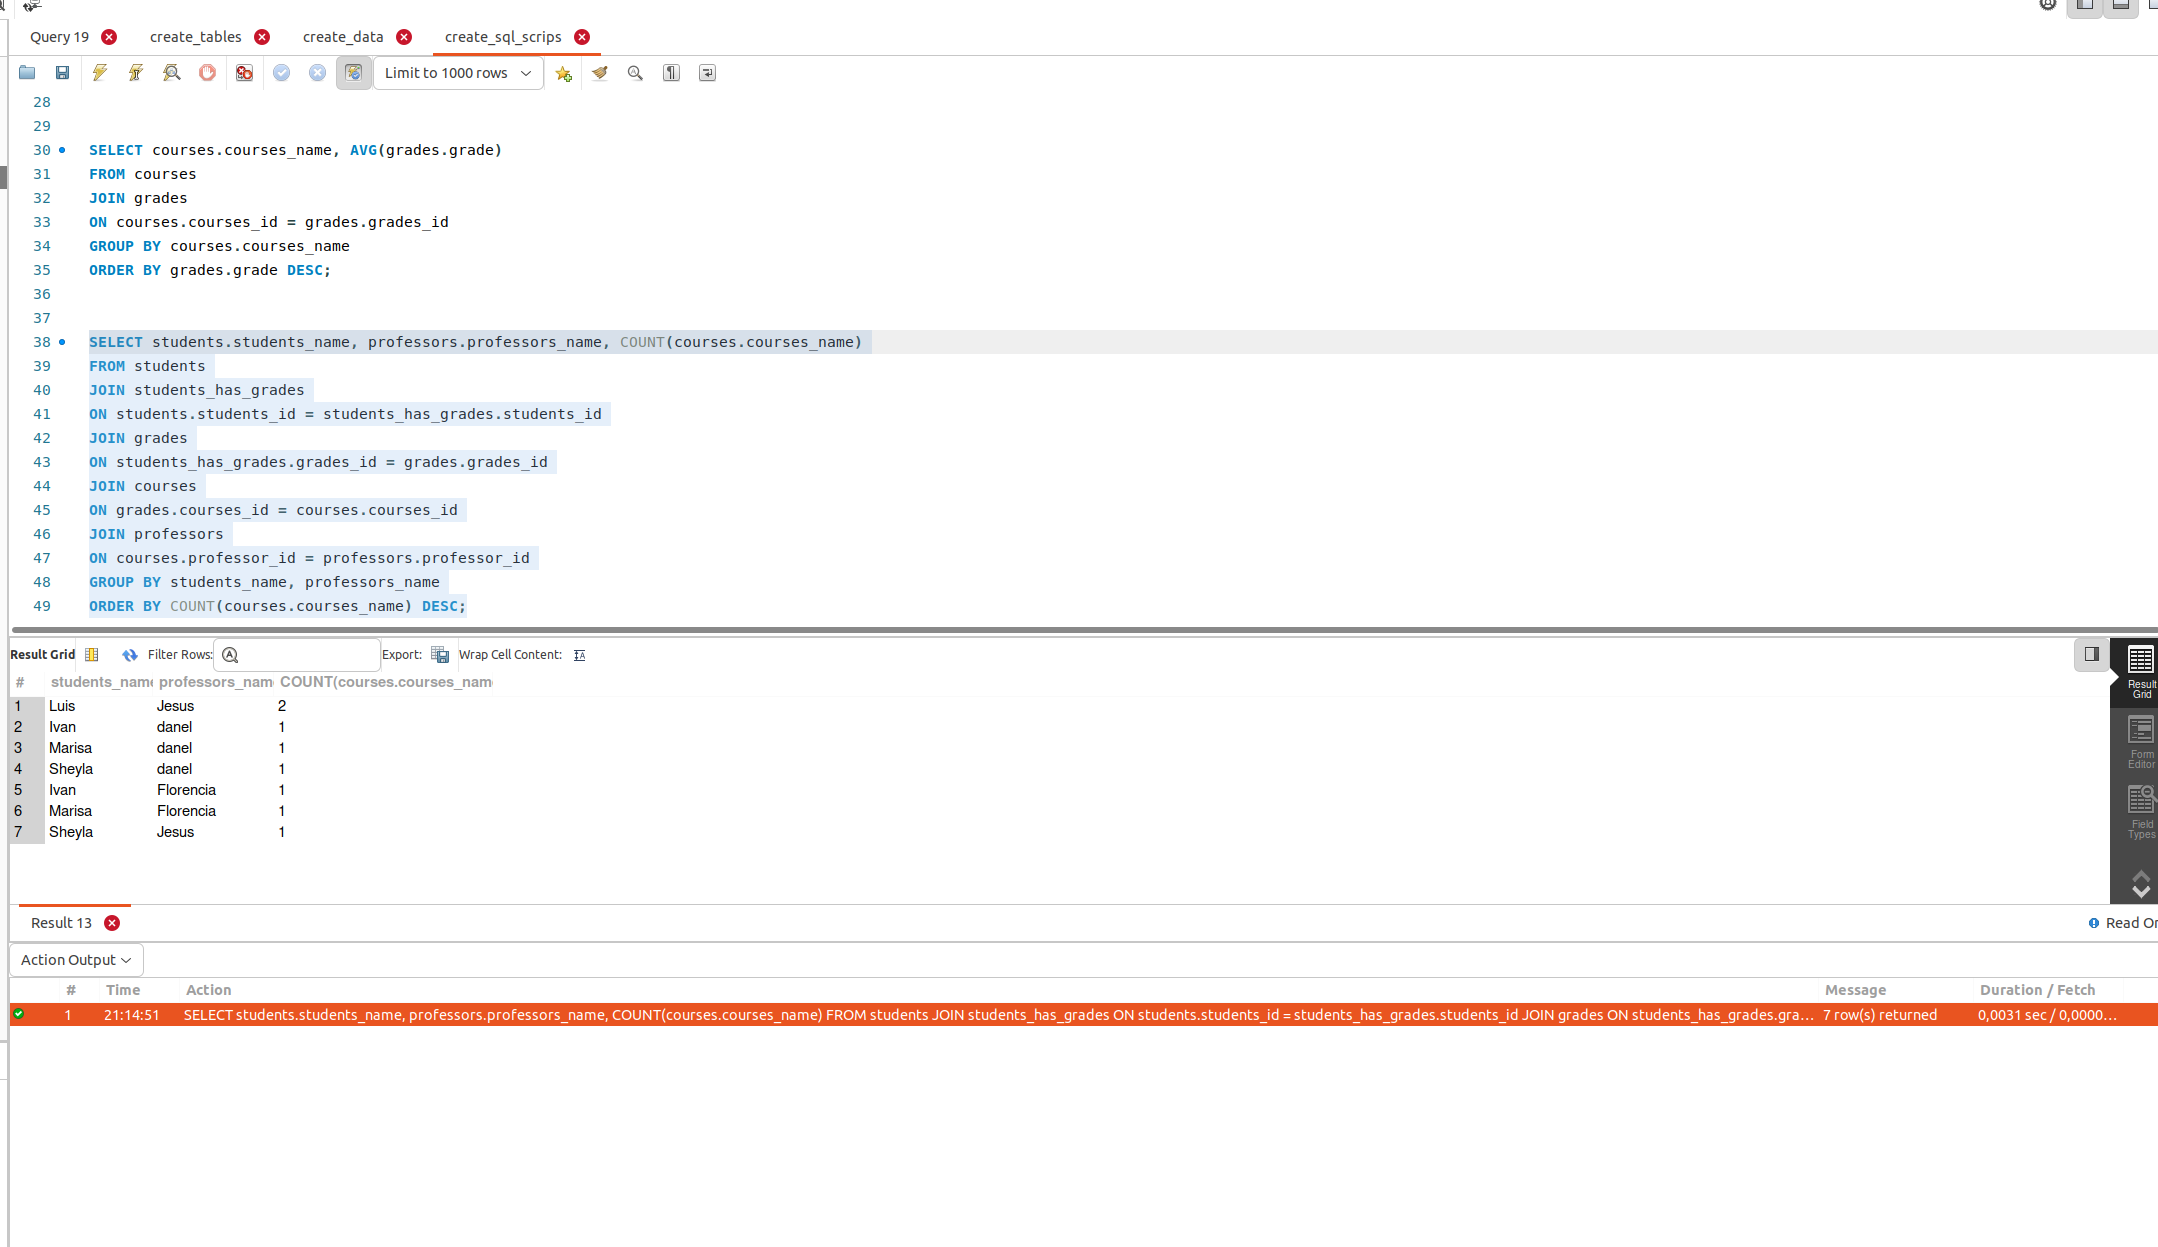 Query 19 create_tables create_data create_sql_scrips
Limit to 1000 rows
28
29
30 SELECT courses.courses_name, AVG(grades.grade)
31 FROM courses
32 JOIN grades
33 ON courses.courses_id = grades.grades_id
34 GROUP BY courses.courses_name
35 ORDER BY grades.grade DESC;
36
37
38 SELECT students.students_name, professors.professors_name, COUNT(courses.courses_name)
39 FROM students
40 JOIN students_has_grades
41 ON students.students_id = students_has_grades.students_id
42 JOIN grades
43 ON students_has_grades.grades_id = grades.grades_id
44 JOIN courses
45 ON grades.courses_id = courses.courses_id
46 JOIN professors
47 ON courses.professor_id = professors.professor_id
48 GROUP BY students_name, professors_name
49 ORDER BY COUNT(courses.courses_name) DESC;
Result Grid Filter Rows: Export: Wrap Cell Content:
# students_name professors_nam COUNT(courses.courses_nam
1 Luis Jesus 2
2 Ivan danel 1
3 Marisa danel 1
4 Sheyla danel 1
5 Ivan Florencia 1
6 Marisa Florencia 1
7 Sheyla Jesus 1
Result Grid
Form Editor
Field Types
Result 13 Read Or
Action Output
# Time Action Message Duration / Fetch
1 21:14:51 SELECT students.students_name, professors.professors_name, COUNT(courses.courses_name) FROM students JOIN students_has_grades ON students.students_id = students_has_grades.students_id JOIN grades ON students_has_grades.gra... 7 row(s) returned 0,0031 sec / 0,0000...